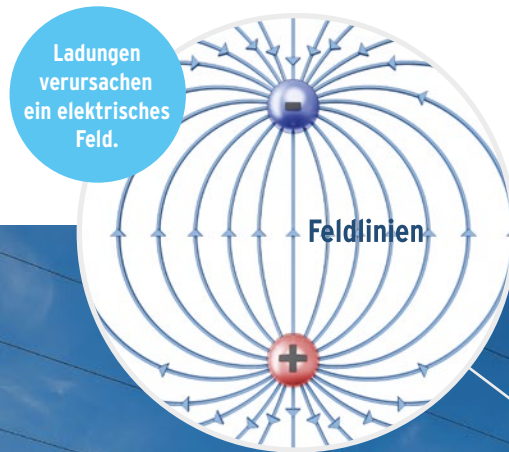 Ladungen
verursachen
ein elektrisches
Feld.
-
Feldlinien
+